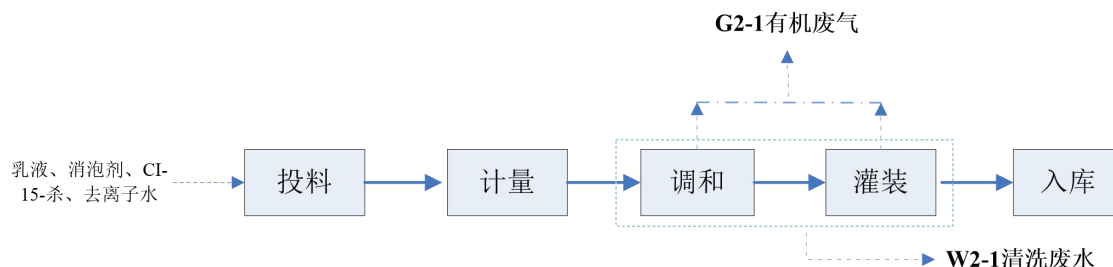 G2-1有机废气
乳液、消泡剂、CI-
15-杀、去离子水
投料
计量
调和
灌装
入库
W2-1清洗废水